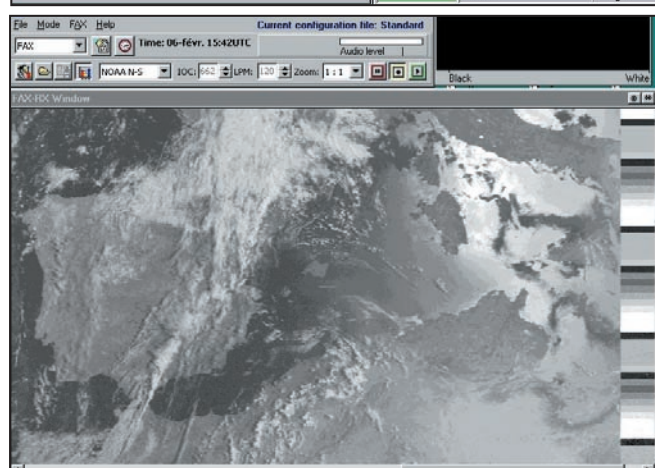 File Mode FAX Help Current configuration file: Standard
FAX Time: 06-févr. 15:42UTC
Audio level
NOAA N-S IOC: 662 LPM: 120 Zoom: 1:1
Black White
FAX-RX Window